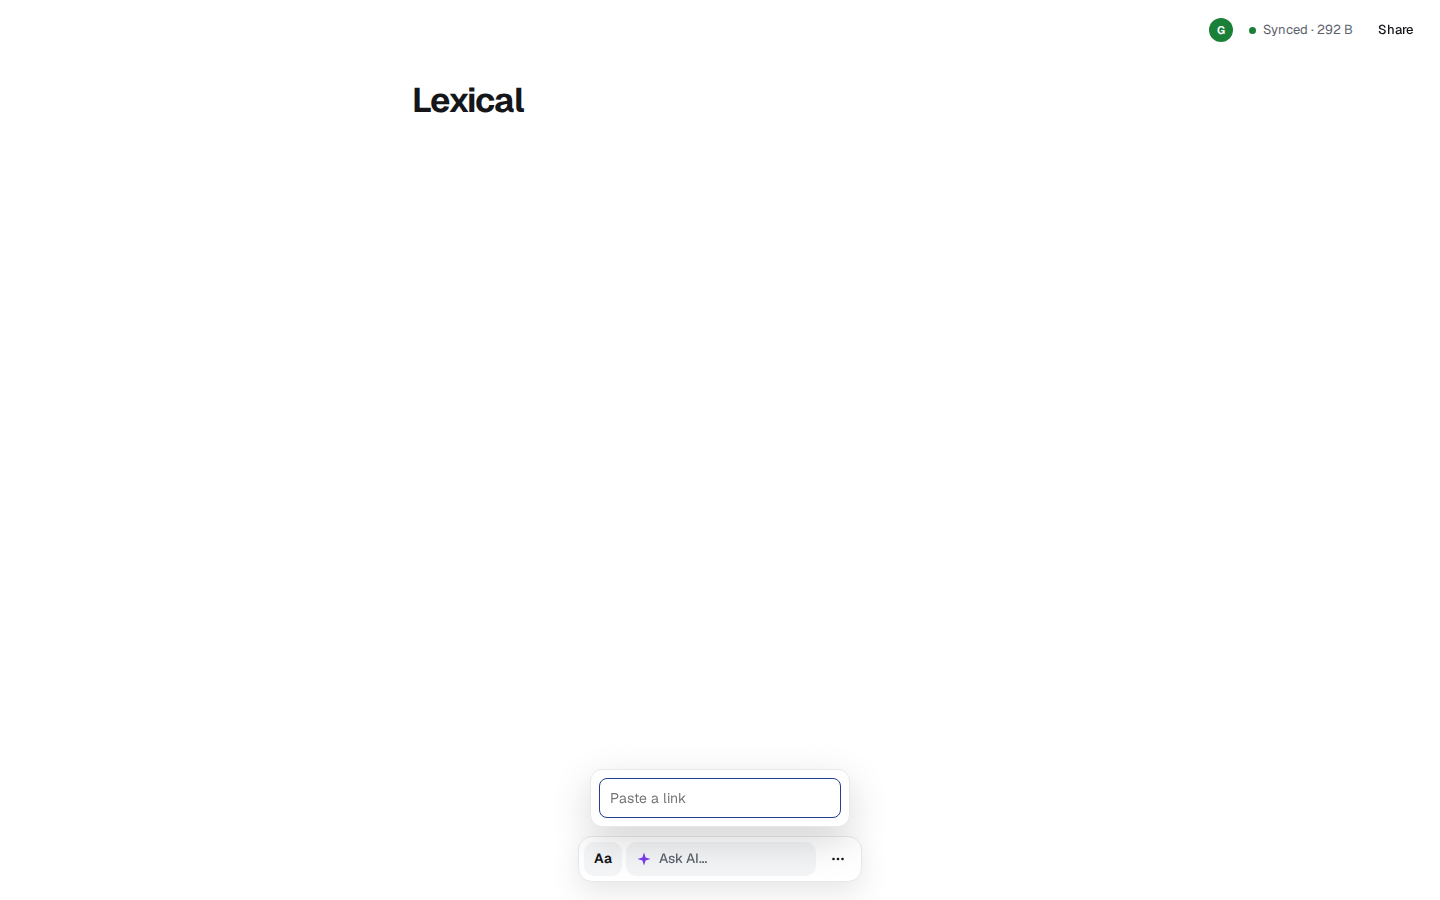 G
Synced · 292 B
Share
Lexical
Paste a link
Aa
Ask AI...